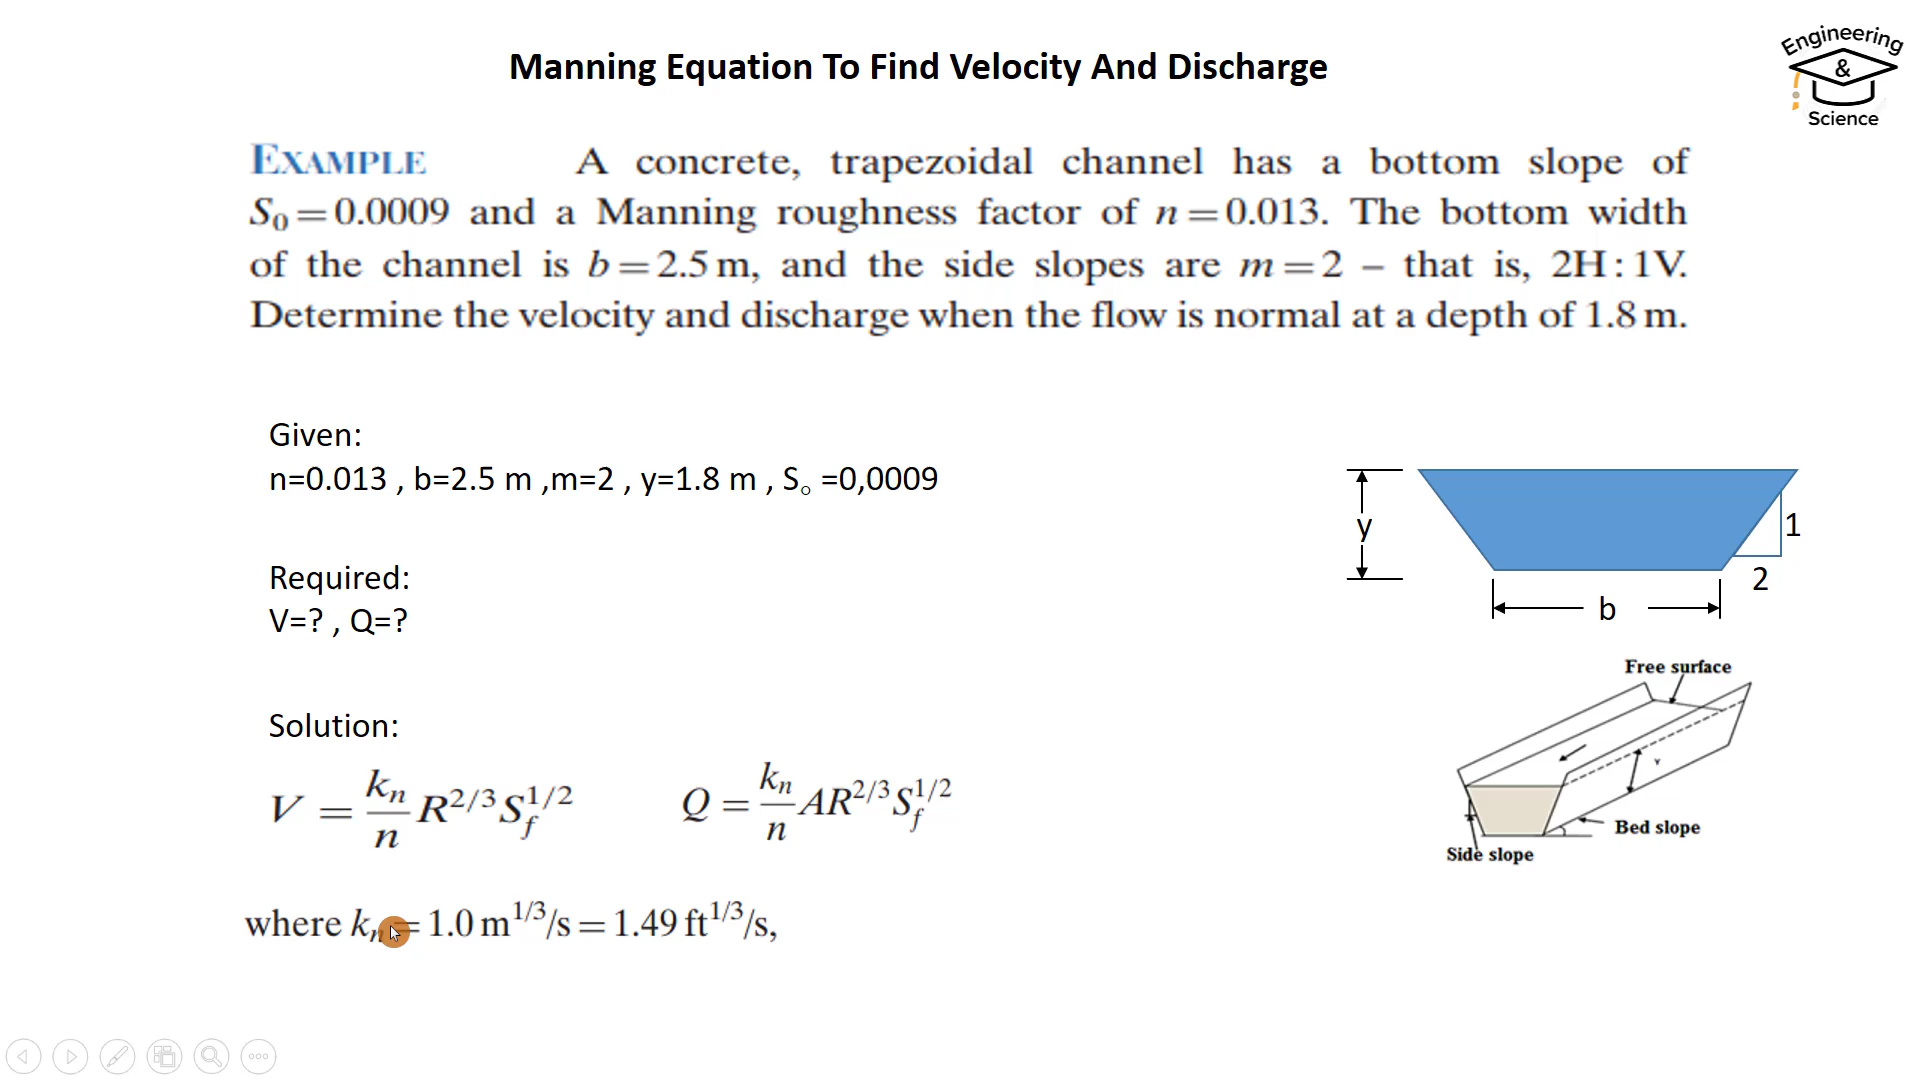 Manning Equation To Find Velocity And Discharge
Engineering
&
Science
EXAMPLE A concrete, trapezoidal channel has a bottom slope of
S₀ = 0.0009 and a Manning roughness factor of n = 0.013. The bottom width
of the channel is b = 2.5 m, and the side slopes are m = 2 – that is, 2H : 1V.
Determine the velocity and discharge when the flow is normal at a depth of 1.8 m.
Given:
n=0.013 , b=2.5 m ,m=2 , y=1.8 m , S₀ =0,0009
y
1
2
b
Required:
V=? , Q=?
Free surface
Y
Bed slope
Side slope
Solution:
V = kₙ/n R^2/3 S_f^1/2
Q = kₙ/n AR^2/3 S_f^1/2
where kₙ = 1.0 m^1/3/s = 1.49 ft^1/3/s,